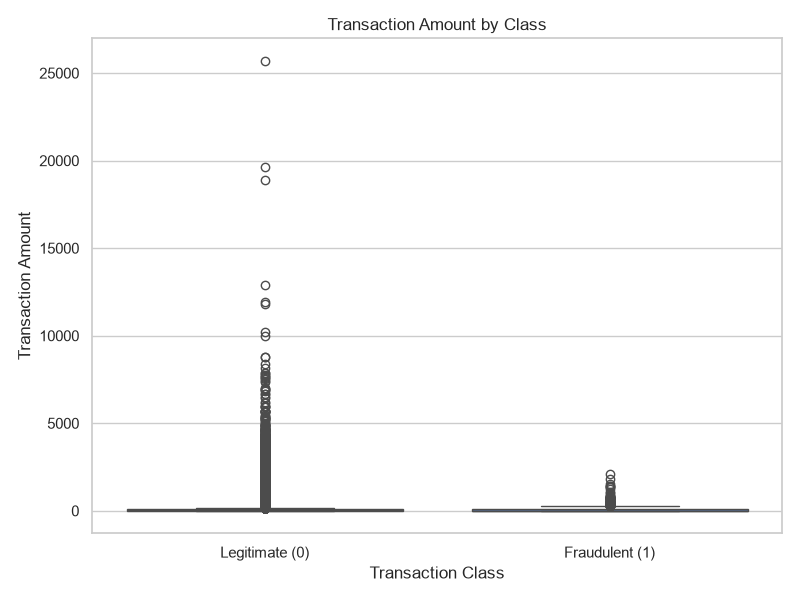 Transaction Amount by Class
25000
20000
15000
10000
5000
0
Transaction Amount
Legitimate (0) Fraudulent (1)
Transaction Class